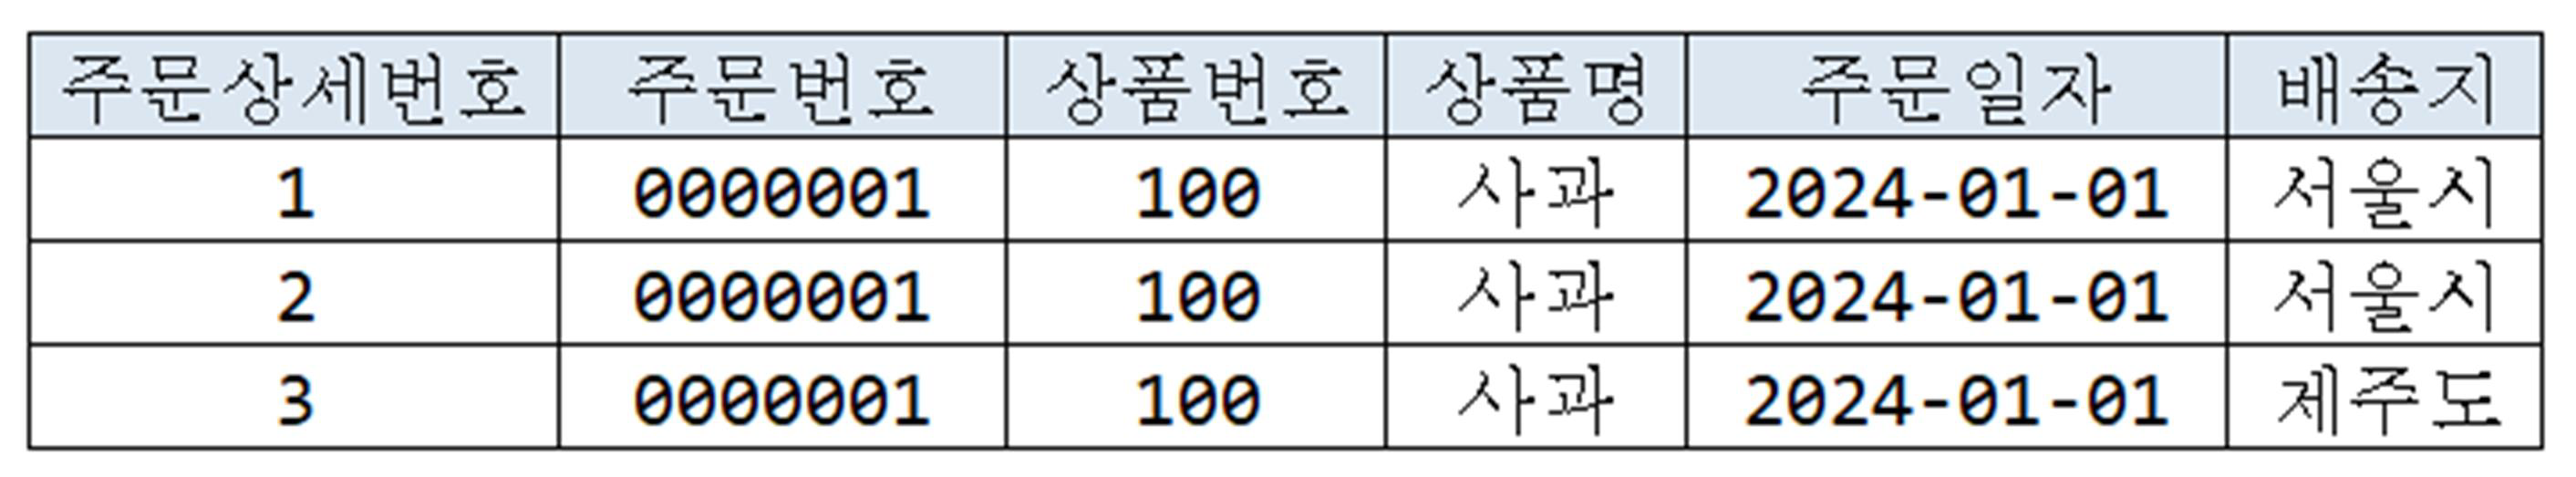 주문상세번호 주문번호 상품번호 상품명 주문일자 배송지
1 0000001 100 사과 2024-01-01 서울시
2 0000001 100 사과 2024-01-01 서울시
3 0000001 100 사과 2024-01-01 제주도